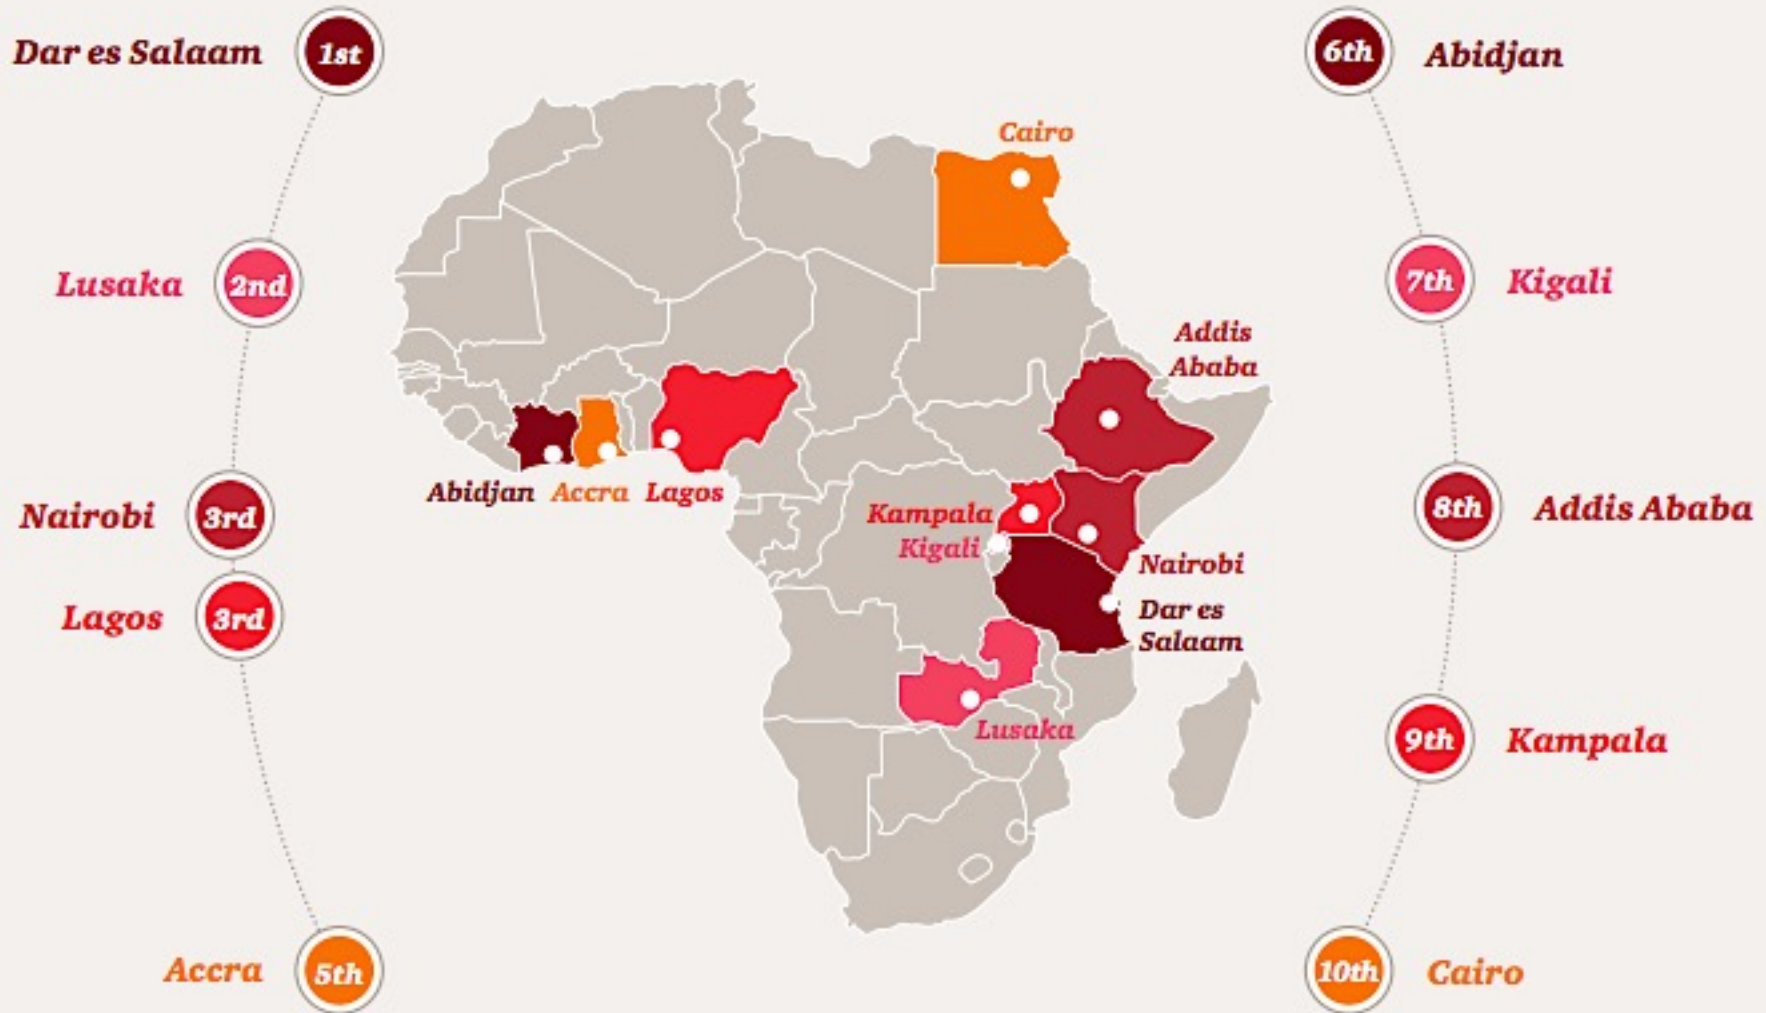 Dar es Salaam 1st
Lusaka 2nd
Nairobi 3rd
Lagos 3rd
Accra 5th
Cairo
Addis
Ababa
Abidjan Accra Lagos
Kampala
Kigali
Nairobi
Dar es
Salaam
Lusaka
6th Abidjan
7th Kigali
8th Addis Ababa
9th Kampala
10th Cairo